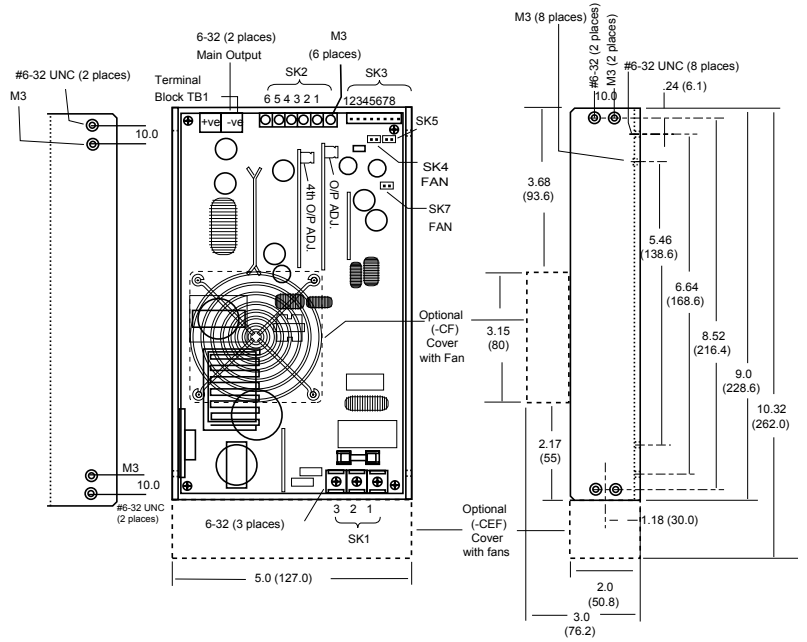 6-32 (2 places)
Main Output
M3
(6 places)
SK2
SK3
#6-32 UNC (2 places)
M3
Terminal
Block TB1
6 5 4 3 2 1
12345678
+ve
-ve
10.0
SK5
SK4
FAN
SK7
FAN
4th O/P ADJ.
O/P ADJ.
Optional
(-CF)
Cover
with Fan
M3
10.0
#6-32 UNC
(2 places)
6-32 (3 places)
3 2 1
SK1
Optional
(-CEF)
Cover
with fans
5.0 (127.0)
M3 (8 places)
#6-32 (2 places)
M3 (2 places)
#6-32 UNC (8 places)
10.0
.24 (6.1)
3.68
(93.6)
5.46
(138.6)
6.64
(168.6)
3.15
(80)
8.52
(216.4)
9.0
(228.6)
10.32
(262.0)
2.17
(55)
1.18 (30.0)
2.0
(50.8)
3.0
(76.2)